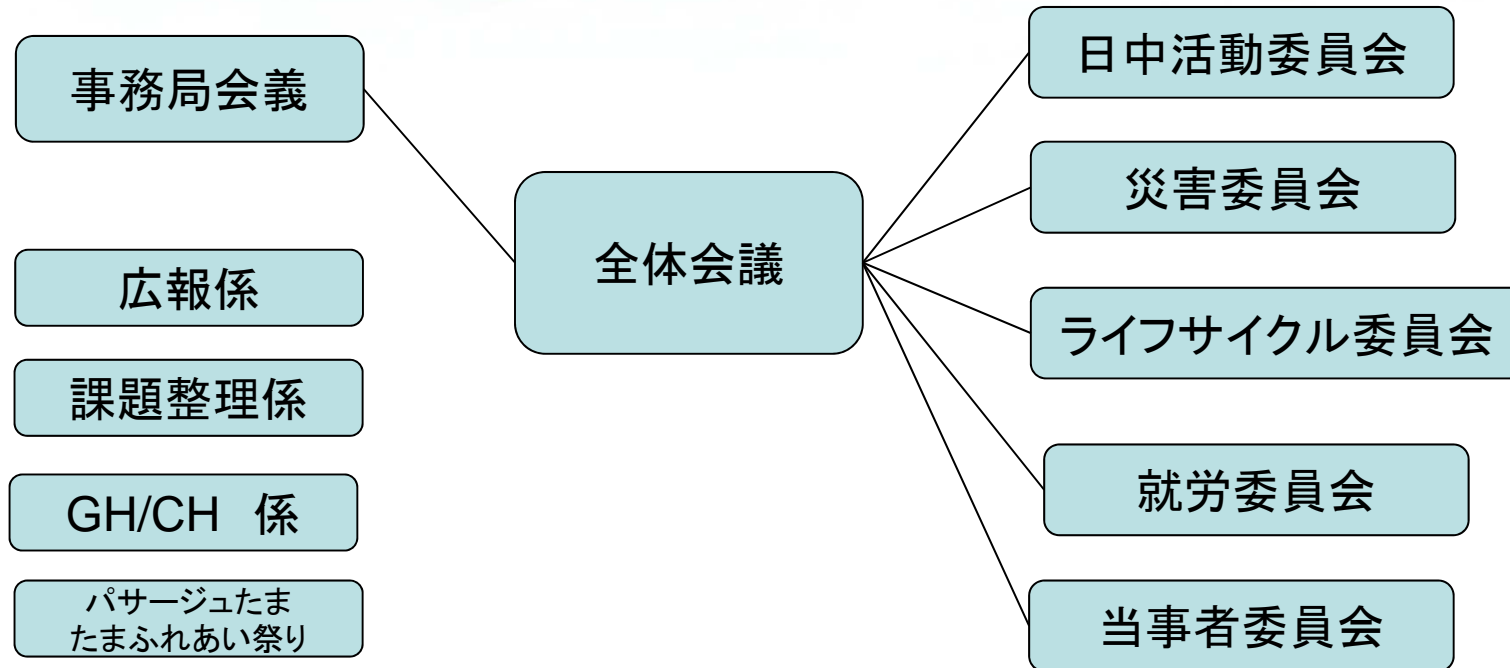 事務局会義
広報係
課題整理係
GH/CH　係
パサージュたま
たまふれあい祭り
全体会議
日中活動委員会
災害委員会
ライフサイクル委員会
就労委員会
当事者委員会